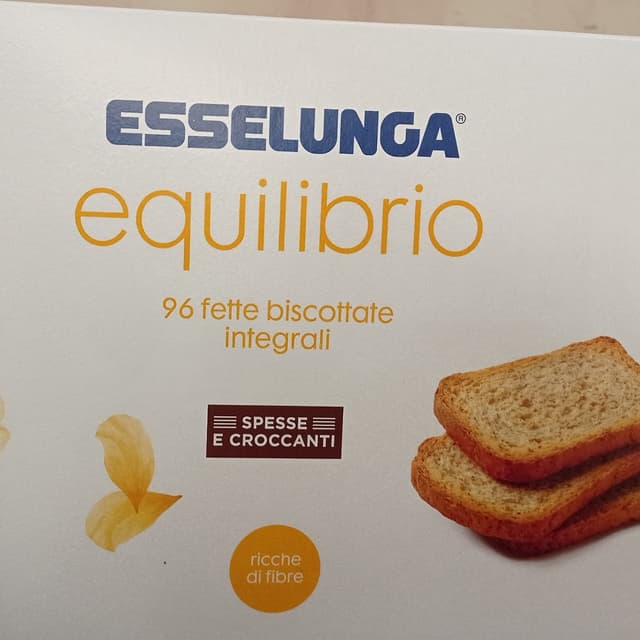 ESSELUNGA®
equilibrio
96 fette biscottate
integrali
SPESSE
E CROCCANTI
ricche
di fibre